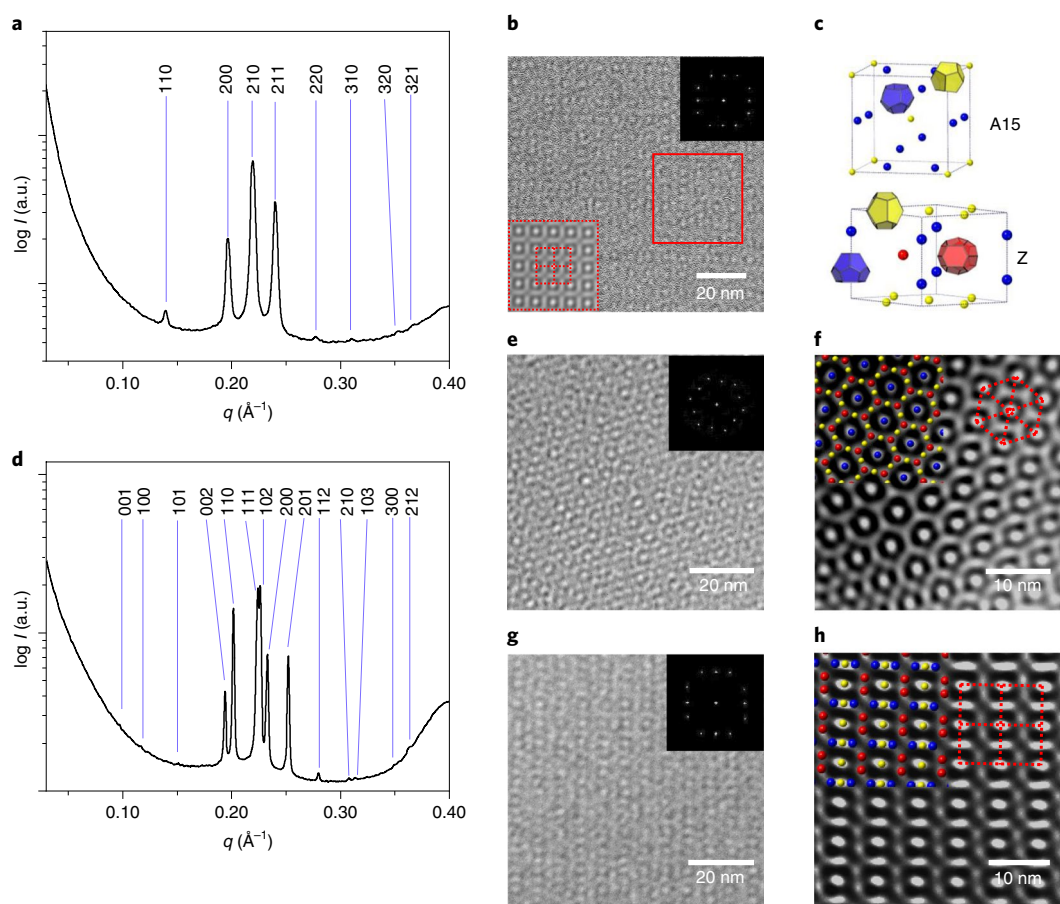 a
log I (a.u.)
110
200
210
211
220
310
320
321
0.10
0.20
0.30
0.40
q (Å⁻¹)
b
20 nm
c
A15
Z
d
log I (a.u.)
001
100
101
002
110
111
102
200
201
112
210
103
300
212
0.10
0.20
0.30
0.40
q (Å⁻¹)
e
20 nm
f
10 nm
g
20 nm
h
10 nm